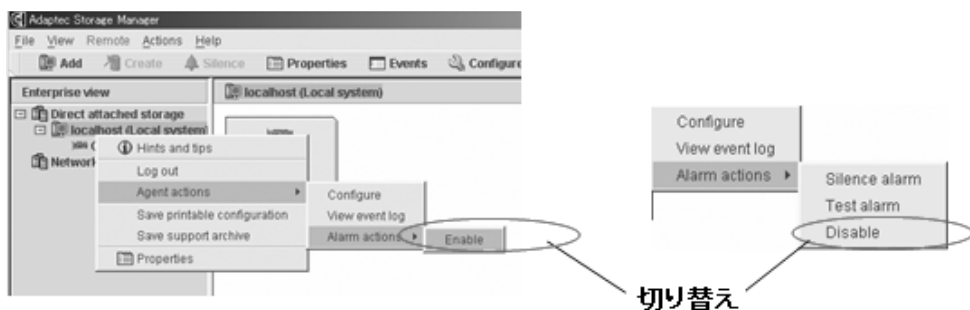 Adaptec Storage Manager
File View Remote Actions Help
Add Create Silence Properties Events Configure
Enterprise view
localhost (Local system)
Direct attached storage
localhost (Local system)
C
Network
Hints and tips
Log out
Agent actions
Save printable configuration
Save support archive
Properties
Configure
View event log
Alarm actions
Enable
Configure
View event log
Alarm actions
Silence alarm
Test alarm
Disable
切り替え